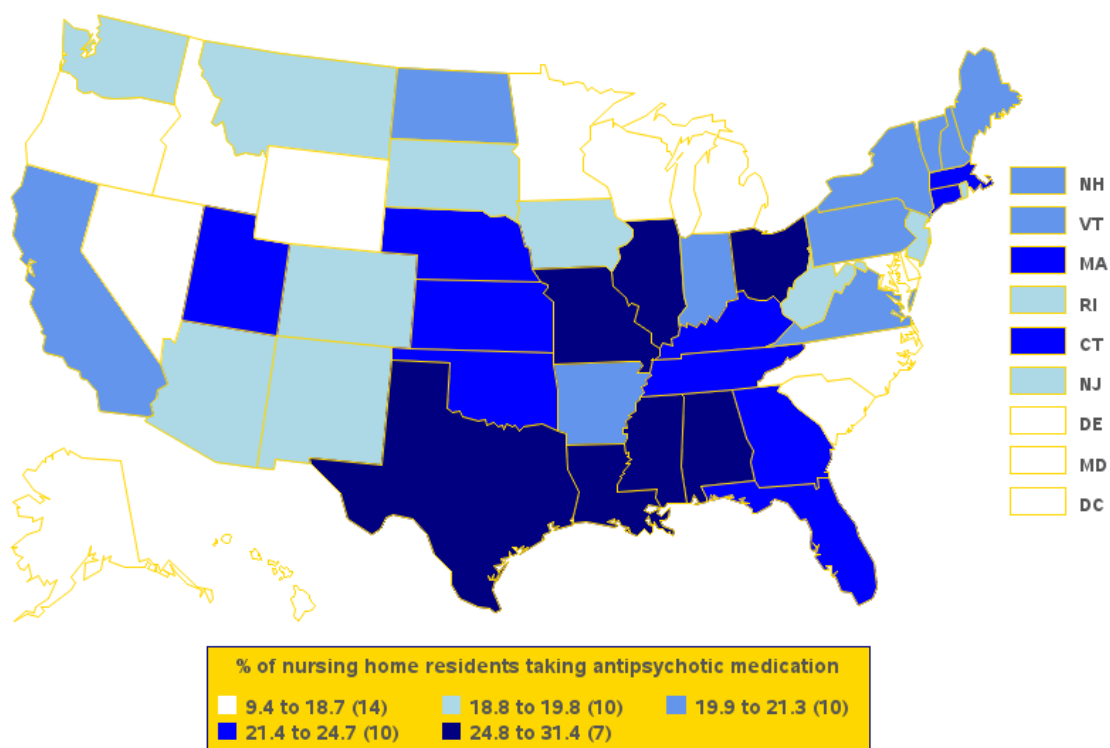 NH
VT
MA
RI
CT
NJ
DE
MD
DC
% of nursing home residents taking antipsychotic medication
9.4 to 18.7 (14) 18.8 to 19.8 (10) 19.9 to 21.3 (10)
21.4 to 24.7 (10) 24.8 to 31.4 (7)